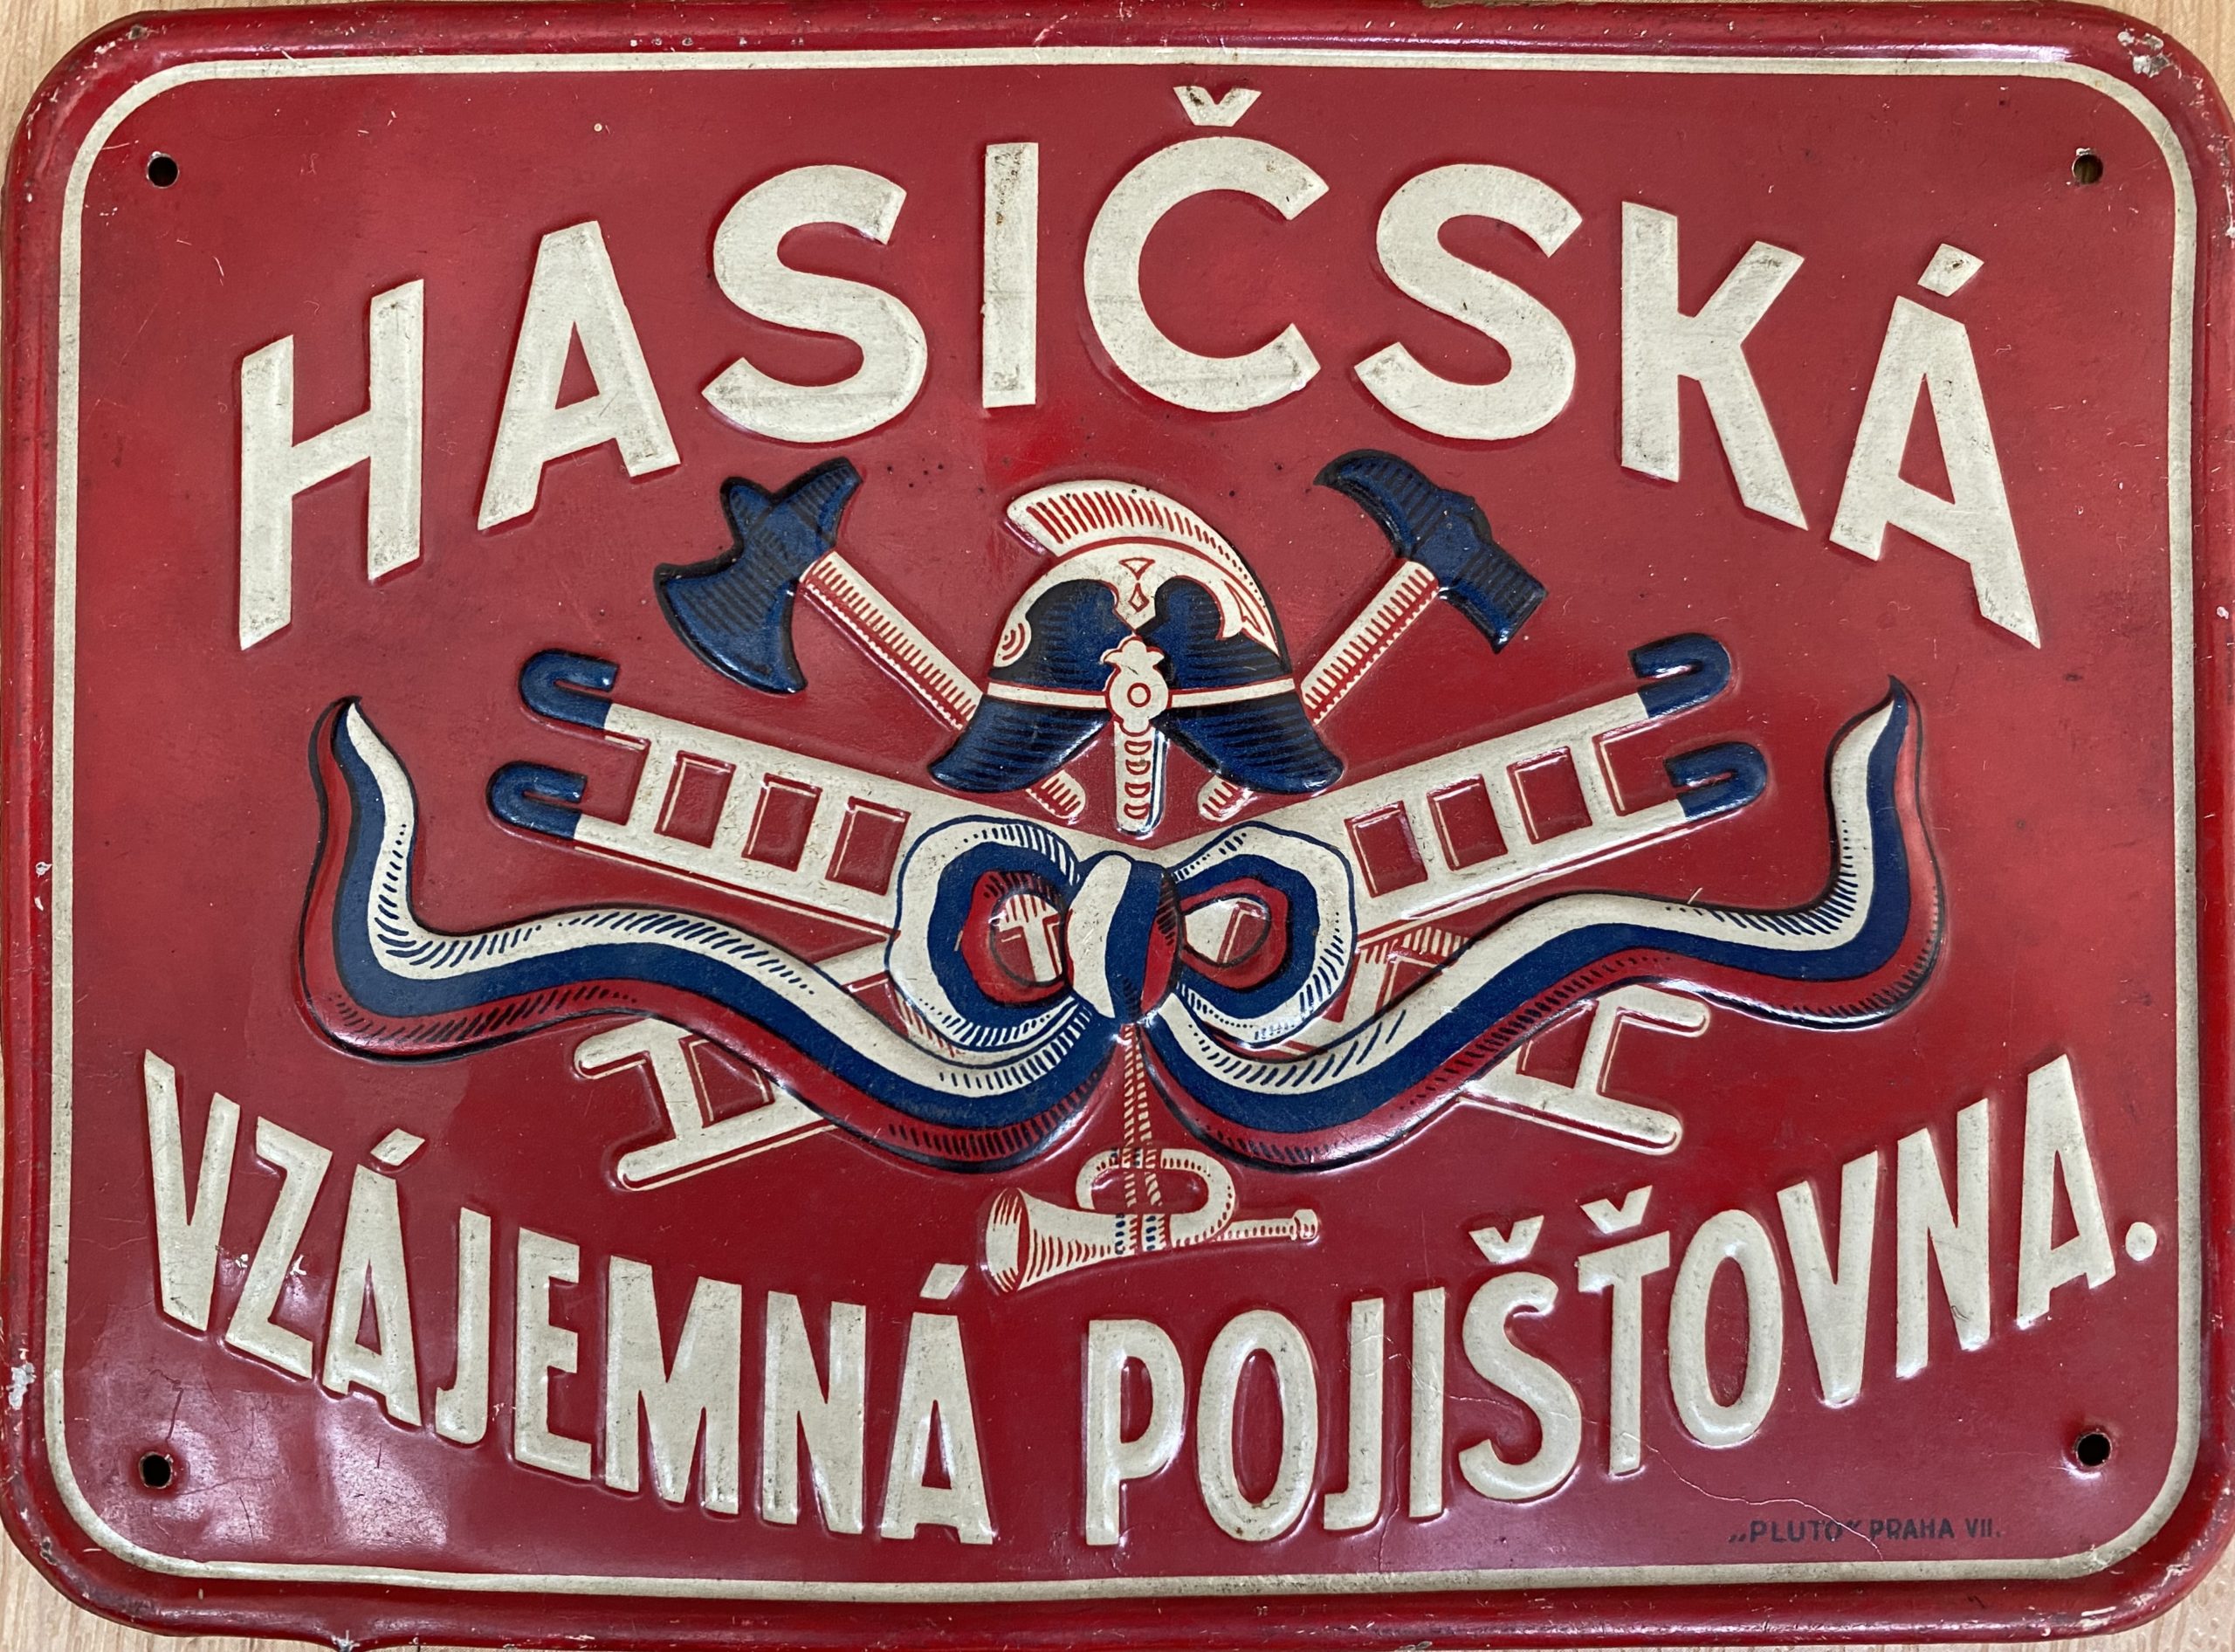 HASIČSKÁ
VZÁJEMNÁ POJIŠŤOVNA.
„PLUTO“ PRAHA VII.